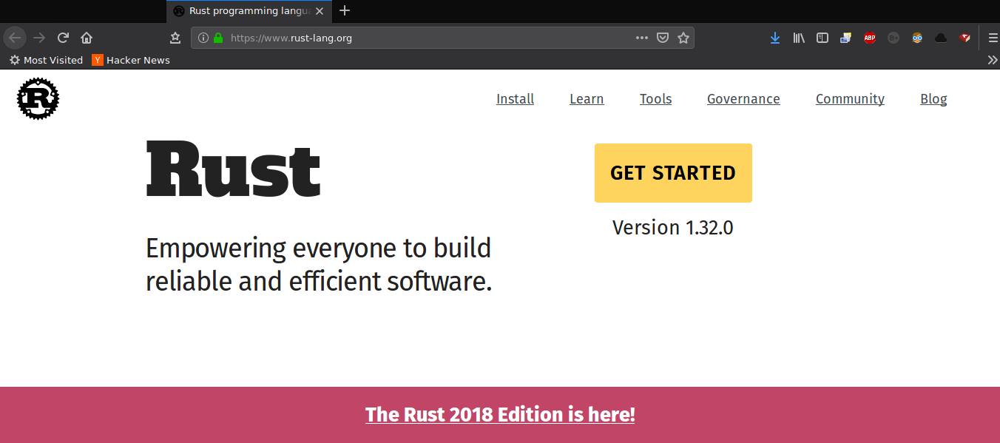 Rust programming langua
https://www.rust-lang.org
ABP
B+
Most Visited
Y Hacker News
R
Install Learn Tools Governance Community Blog
Rust
GET STARTED
Version 1.32.0
Empowering everyone to build
reliable and efficient software.
The Rust 2018 Edition is here!